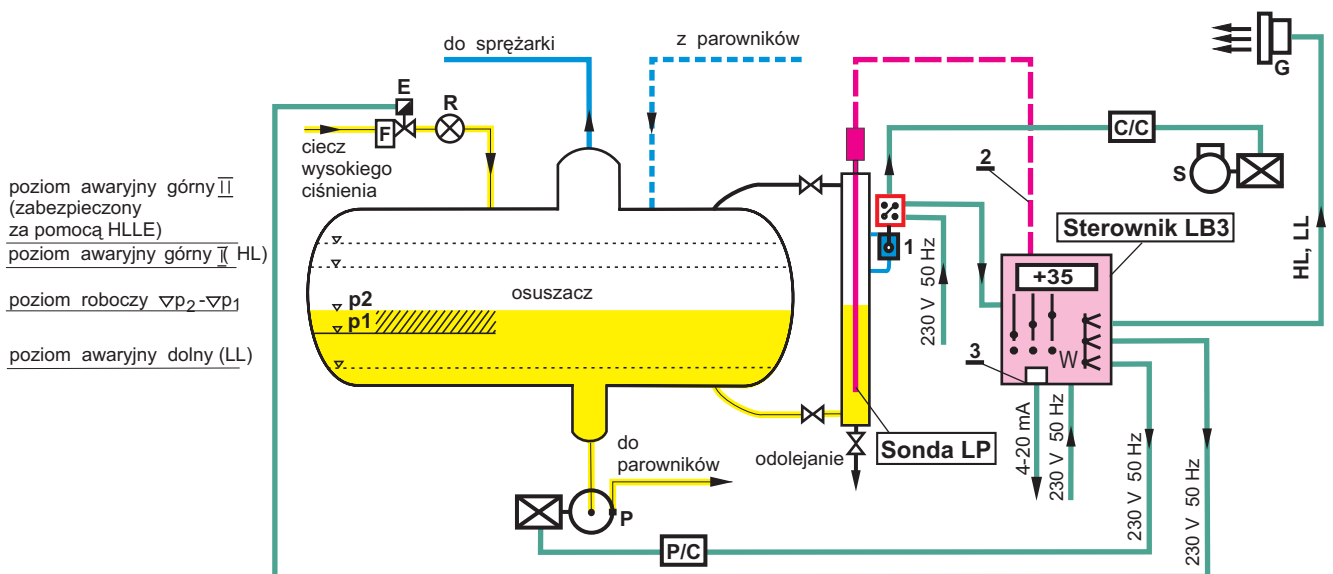 do sprężarki
z parowników
E
R
F
ciecz
wysokiego
ciśnienia
G
C/C
S
2
Sterownik LB3
+35
W
3
HL, LL
1
230 V 50 Hz
poziom awaryjny górny II
(zabezpieczony
za pomocą HLLE)
poziom awaryjny górny I( HL)
poziom roboczy ▽p2-▽p1
poziom awaryjny dolny (LL)
osuszacz
p2
p1
Sonda LP
odolejanie
do
parowników
P
P/C
4-20 mA
230 V 50 Hz
230 V 50 Hz
230 V 50 Hz